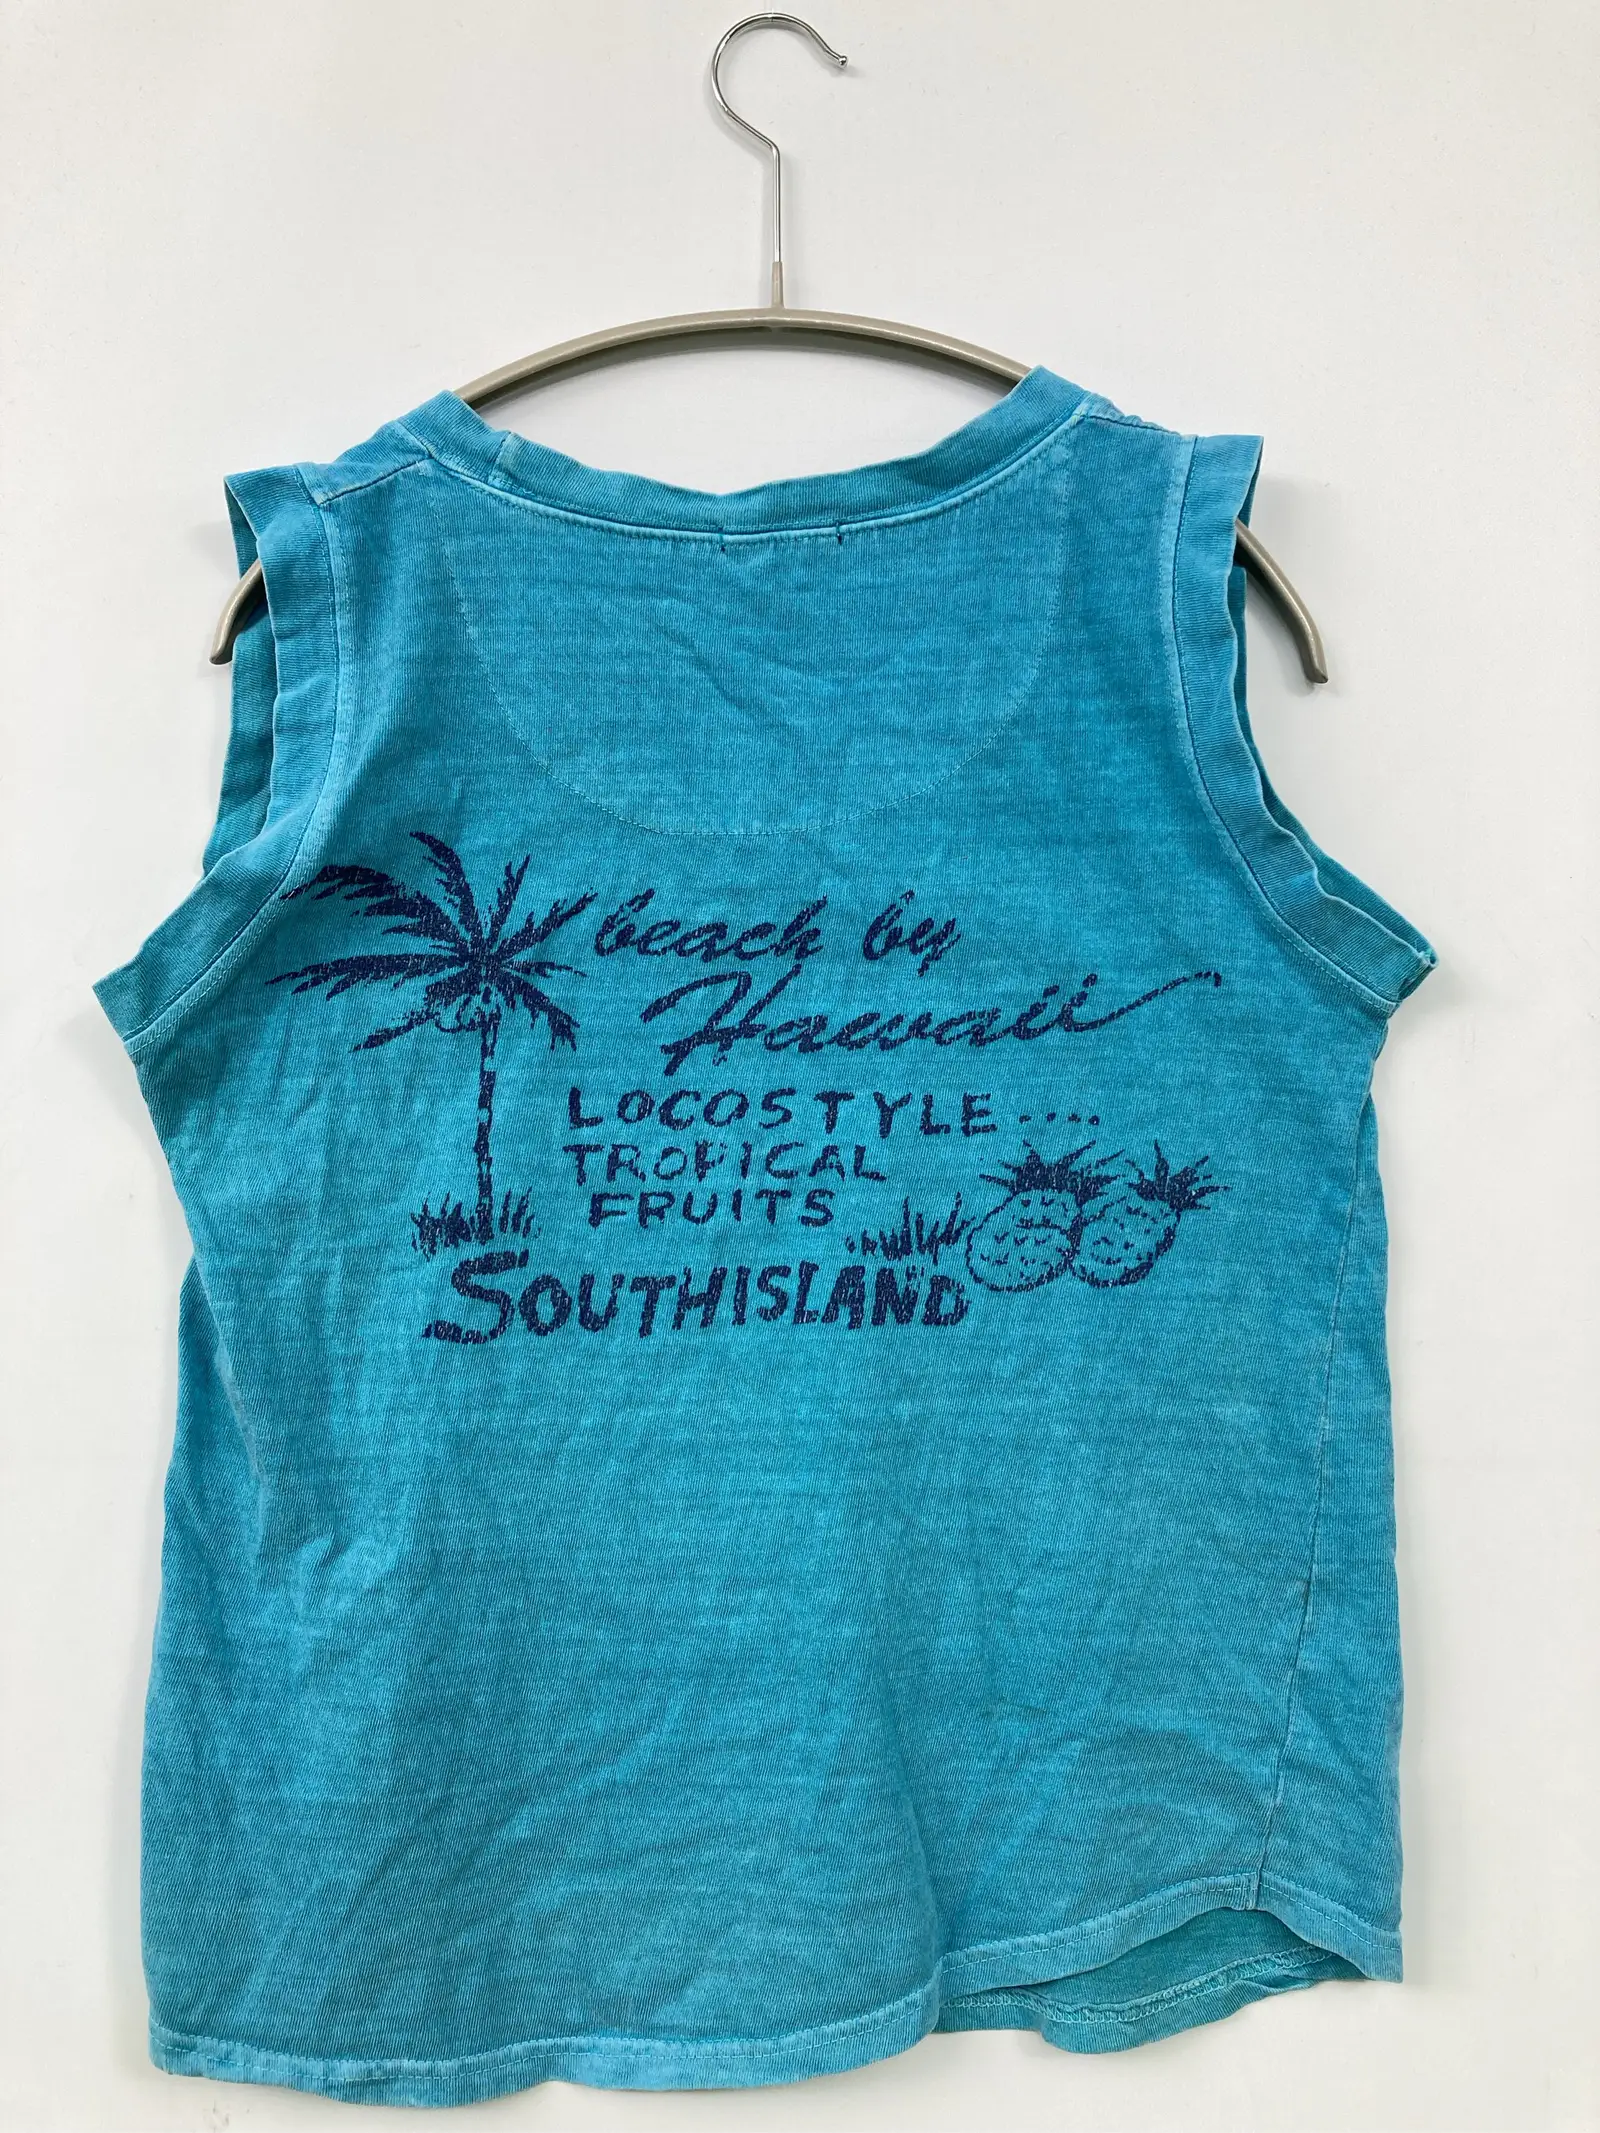 beach by
Hawaii
LOCOSTYLE....
TROPICAL
FRUITS
SOUTHISLAND